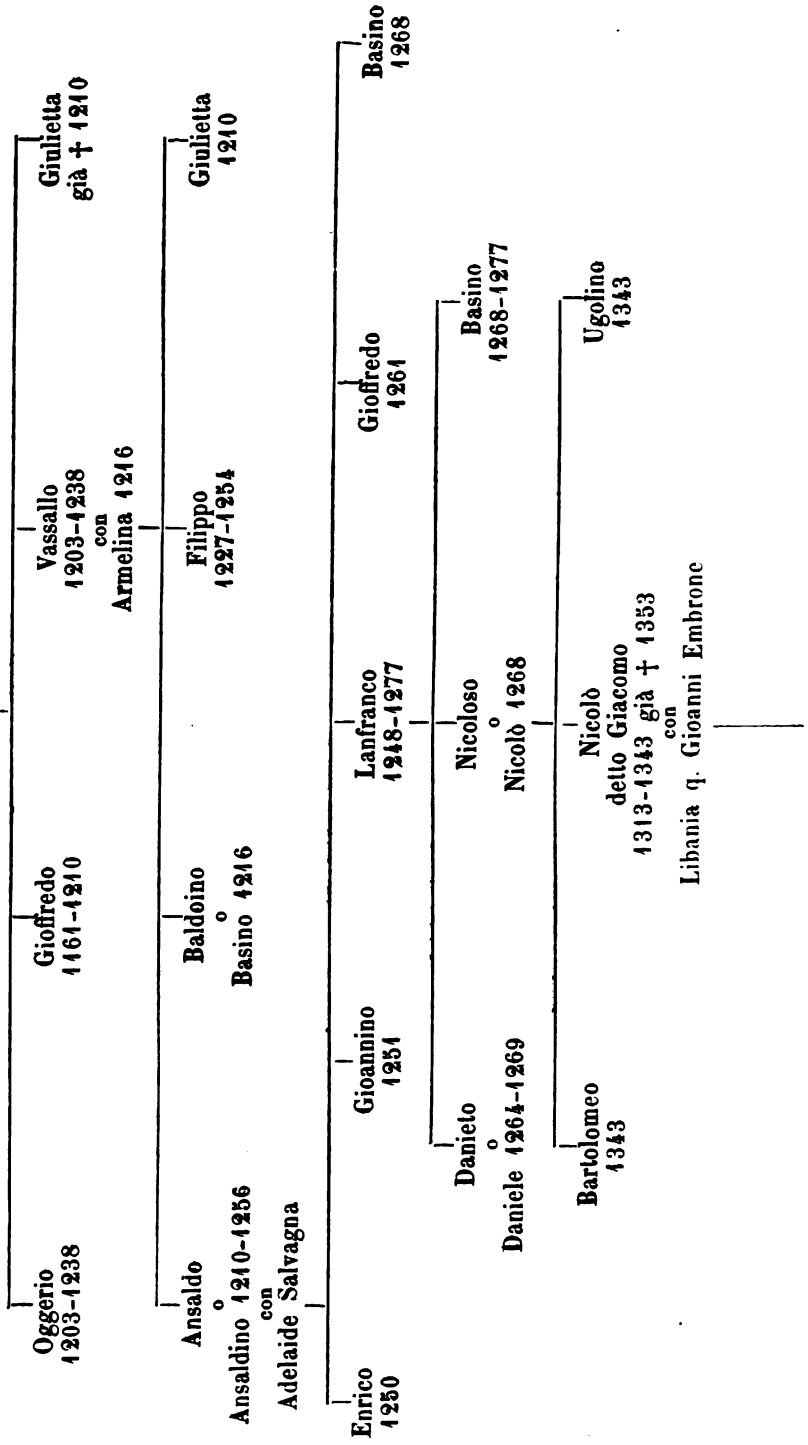 Oggerio
1203-1238
Gioffredo
1161-1210
Vassallo
1203-1238
con
Armelina 1216
Giulietta
già † 1210
Ansaldo
o
Ansaldino 1210-1256
con
Adelaide Salvagna
Baldoino
o
Basino 1216
Filippo
1227-1254
Giulietta
1210
Enrico
1250
Gioannino
1251
Lanfranco
1248-1277
Gioffredo
1261
Basino
1268
Danieto
o
Daniele 1264-1269
Nicoloso
o
Nicolò 1268
Basino
1268-1277
Bartolomeo
1343
Nicolò
detto Giacomo
1313-1343 già † 1353
con
Libania q. Gioanni Embrone
Ugolino
1343